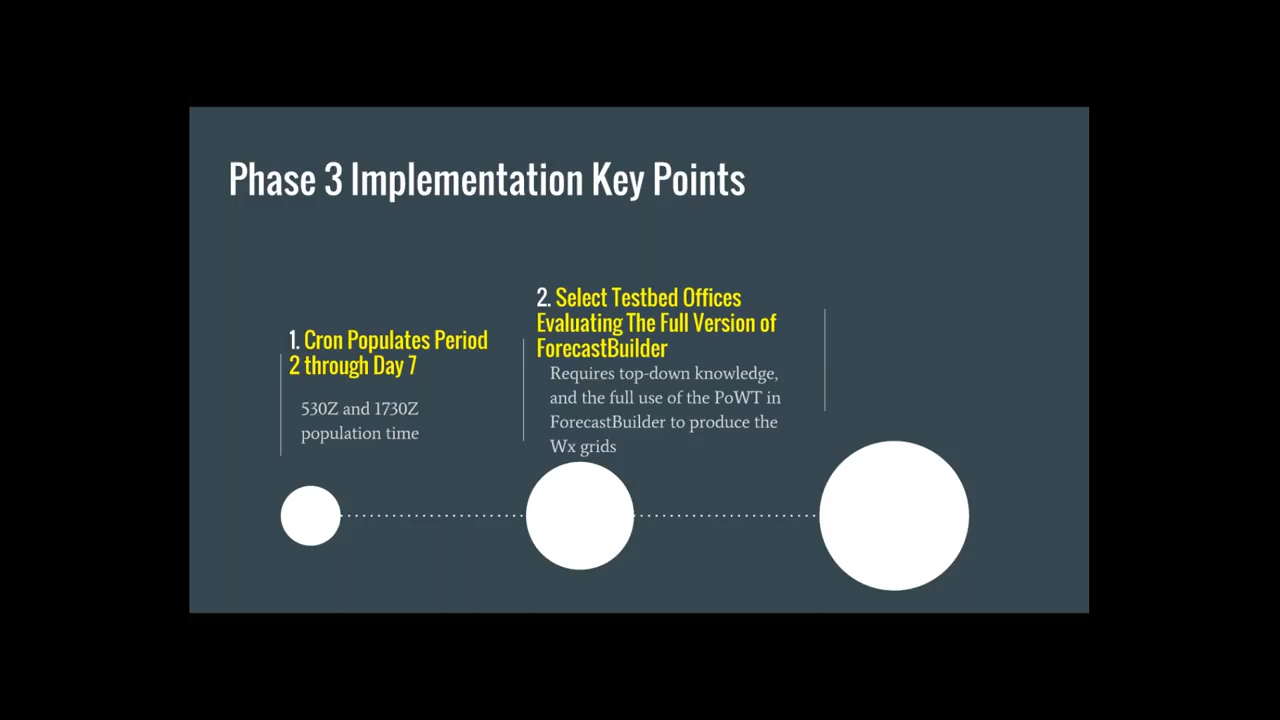 Phase 3 Implementation Key Points
1. Cron Populates Period
2 through Day 7
530Z and 1730Z
population time
2. Select Testbed Offices
Evaluating The Full Version of
ForecastBuilder
Requires top-down knowledge,
and the full use of the PoWT in
ForecastBuilder to produce the
Wx grids